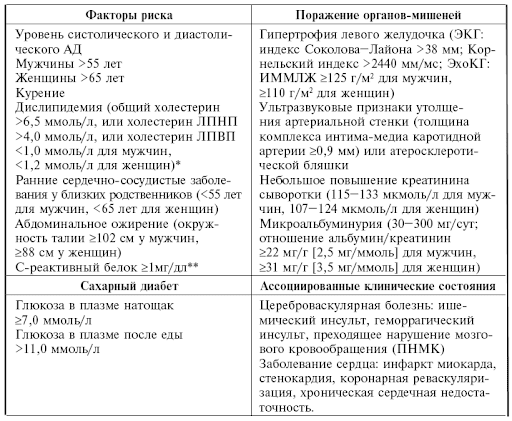 Факторы риска
Уровень систолического и диастоли-
ческого АД
Мужчины >55 лет
Женщины >65 лет
Курение
Дислипидемия (общий холестерин
>6,5 ммоль/л, или холестерин ЛПНП
>4,0 ммоль/л, или холестерин ЛПВП
<1,0 ммоль/л для мужчин,
<1,2 ммоль/л для женщин)*
Ранние сердечно-сосудистые заболе-
вания у близких родственников (<55 лет
для мужчин, <65 лет для женщин)
Абдоминальное ожирение (окруж-
ность талии ≥102 см у мужчин,
≥88 см у женщин)
С-реактивный белок ≥1мг/дл**
Поражение органов-мишеней
Гипертрофия левого желудочка (ЭКГ:
индекс Соколова–Лайона >38 мм; Кор-
нельский индекс >2440 мм/мс; ЭхоКГ:
ИММЛЖ ≥125 г/м² для мужчин,
≥110 г/м² для женщин)
Ультразвуковые признаки утолще-
ния артериальной стенки (толщина
комплекса интима-медиа каротидной
артерии ≥0,9 мм) или атеросклероти-
ческой бляшки
Небольшое повышение креатинина
сыворотки (115–133 мкмоль/л для муж-
чин, 107–124 мкмоль/л для женщин)
Микроальбуминурия (30–300 мг/сут;
отношение альбумин/креатинин
≥22 мг/г [2,5 мг/ммоль] для мужчин,
≥31 мг/г [3,5 мг/ммоль] для женщин)
Сахарный диабет
Глюкоза в плазме натощак
≥7,0 ммоль/л
Глюкоза в плазме после еды
>11,0 ммоль/л
Ассоциированные клинические состояния
Цереброваскулярная болезнь: ише-
мический инсульт, геморрагический
инсульт, преходящее нарушение мозго-
вого кровообращения (ПНМК)
Заболевание сердца: инфаркт миокарда,
стенокардия, коронарная реваскуляри-
зация, хроническая сердечная недоста-
точность.